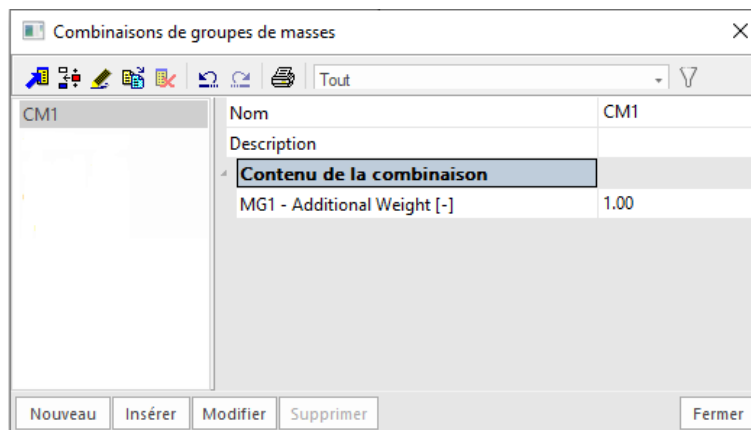 Combinaisons de groupes de masses
Tout
CM1
Nom CM1
Description
Contenu de la combinaison
MG1 - Additional Weight [-] 1.00
Nouveau Insérer Modifier Supprimer Fermer